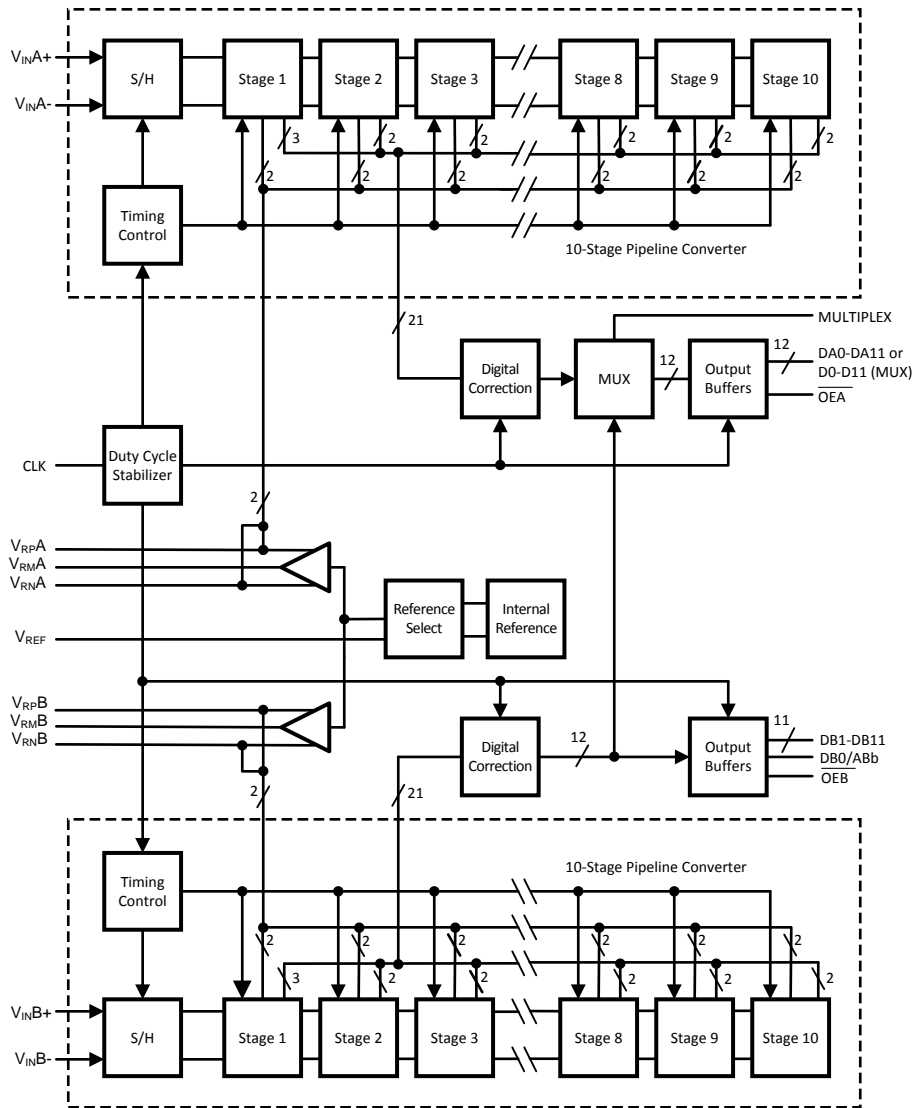 VINA+
S/H
Stage 1
Stage 2
Stage 3
Stage 8
Stage 9
Stage 10
VINA-
3
2
2
2
2
2
2
2
2
2
2
2
Timing
Control
10-Stage Pipeline Converter
21
MULTIPLEX
Digital
Correction
MUX
12
Output
Buffers
12
DA0-DA11 or
D0-D11 (MUX)
OEA
CLK
Duty Cycle
Stabilizer
2
VRPA
VRMA
VRNA
Reference
Select
Internal
Reference
VREF
VRPB
VRMB
VRNB
Digital
Correction
12
Output
Buffers
11
DB1-DB11
DB0/ABb
OEB
2
21
Timing
Control
10-Stage Pipeline Converter
2
2
2
2
2
2
3
2
2
2
2
2
VINB+
S/H
Stage 1
Stage 2
Stage 3
Stage 8
Stage 9
Stage 10
VINB-